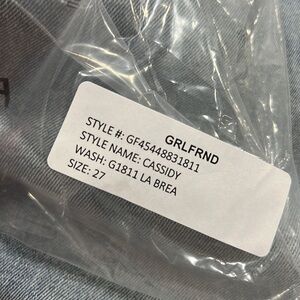 GRLFRND
STYLE #: GF45448831811
STYLE NAME: CASSIDY
WASH: G1811 LA BREA
SIZE: 27